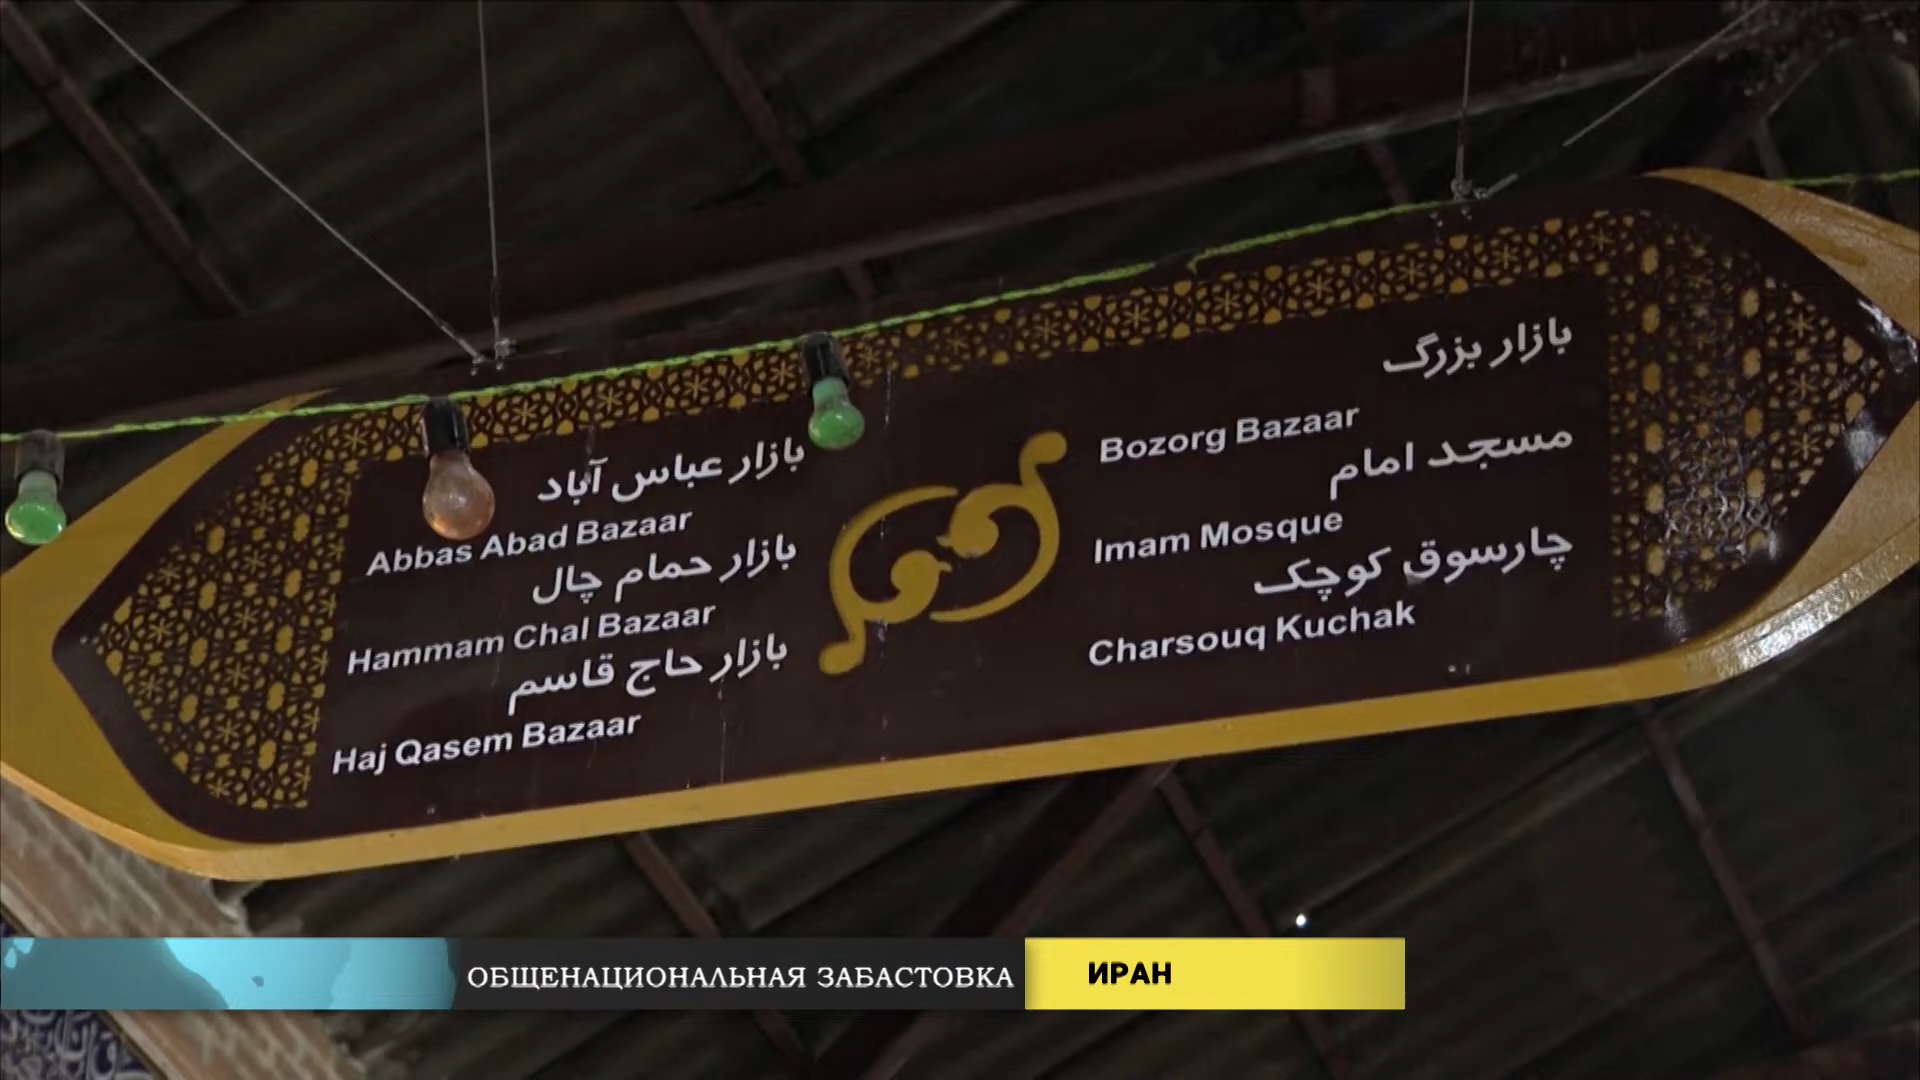 بازار عباس آباد
Abbas Abad Bazaar
بازار حمام چال
Hammam Chal Bazaar
بازار حاج قاسم
Haj Qasem Bazaar
بازار بزرگ
Bozorg Bazaar
مسجد امام
Imam Mosque
چارسوق کوچک
Charsouq Kuchak
ОБЩЕНАЦИОНАЛЬНАЯ ЗАБАСТОВКА
ИРАН